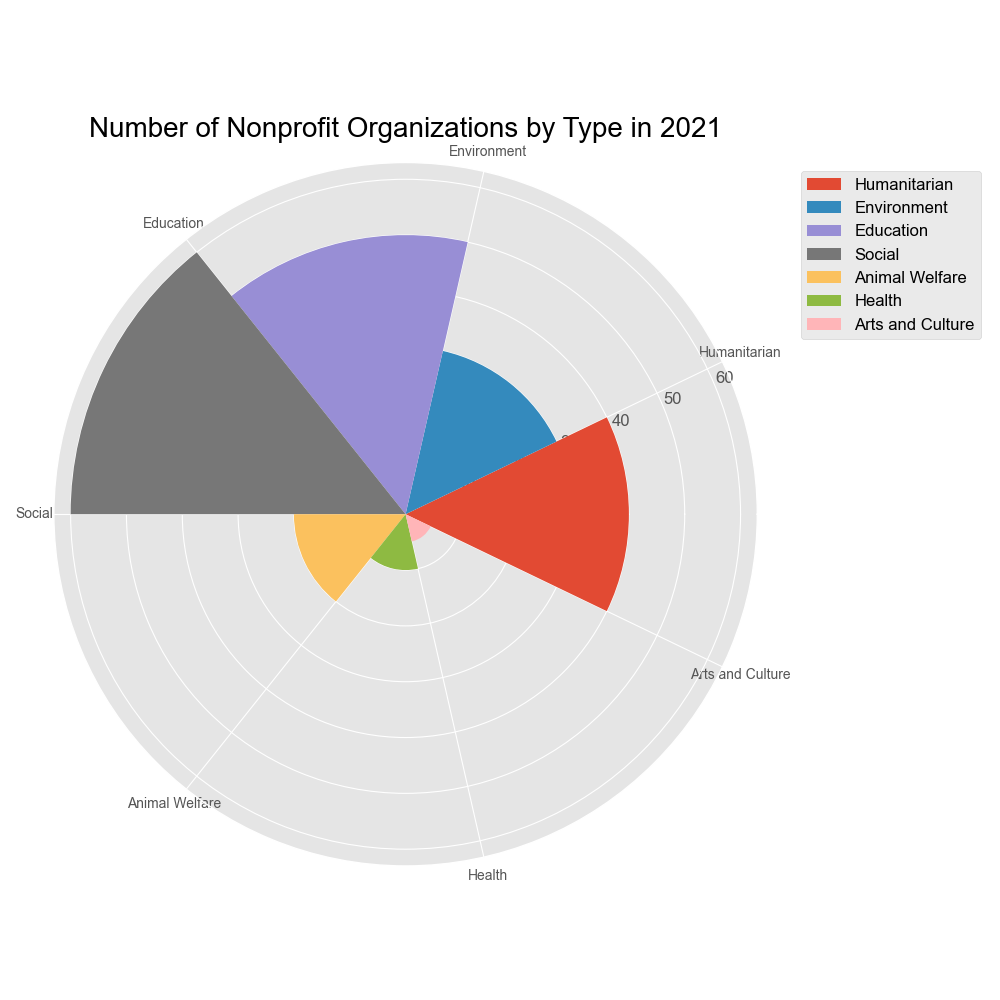 Number of Nonprofit Organizations by Type in 2021
Environment
Education
Humanitarian
60
50
40
Social
Arts and Culture
Animal Welfare
Health
Humanitarian
Environment
Education
Social
Animal Welfare
Health
Arts and Culture